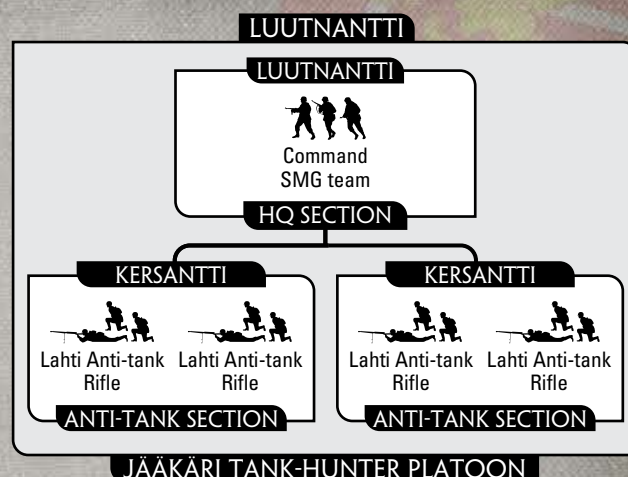 LUUTNANTTI
LUUTNANTTI
Command
SMG team
HQ SECTION
KERSANTTI
Lahti Anti-tank Lahti Anti-tank
Rifle Rifle
ANTI-TANK SECTION
KERSANTTI
Lahti Anti-tank Lahti Anti-tank
Rifle Rifle
ANTI-TANK SECTION
JÄÄKÄRI TANK-HUNTER PLATOON